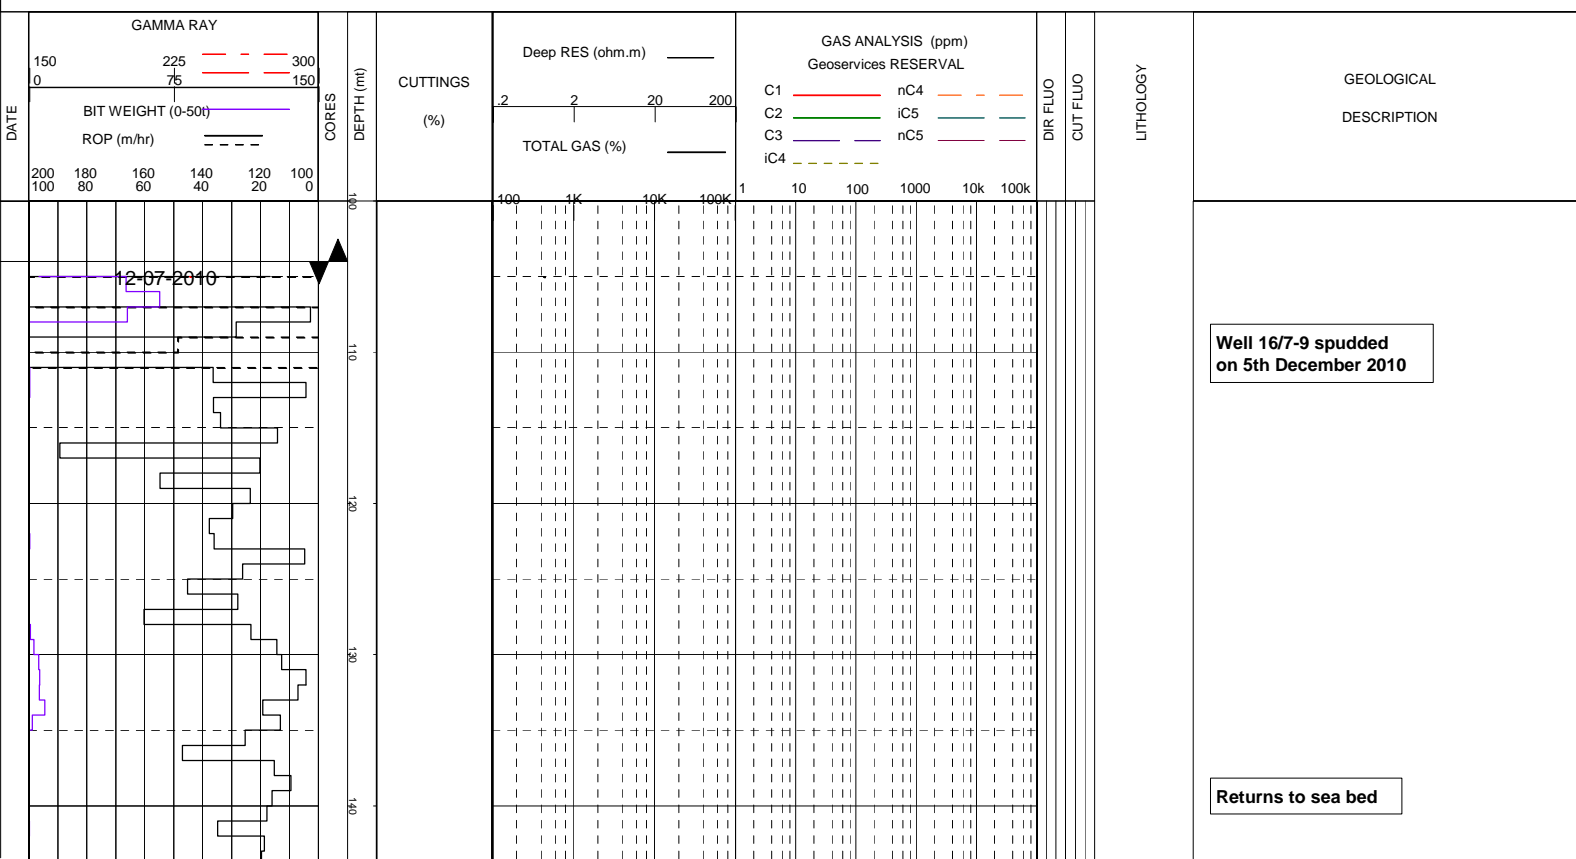 GAMMA RAY
150 225 300
0 75 150
BIT WEIGHT (0-50t)
ROP (m/hr)
200 180 160 140 120 100
100 80 60 40 20 0
DATE
CORES
DEPTH (mt)
CUTTINGS
(%)
Deep RES (ohm.m)
.2 2 20 200
TOTAL GAS (%)
100 1K 10K 100K
GAS ANALYSIS (ppm)
Geoservices RESERVAL
C1 nC4
C2 iC5
C3 nC5
iC4
1 10 100 1000 10k 100k
DIR FLUO
CUT FLUO
LITHOLOGY
GEOLOGICAL
DESCRIPTION
100
12-07-2010
110
Well 16/7-9 spudded
on 5th December 2010
120
130
140
Returns to sea bed